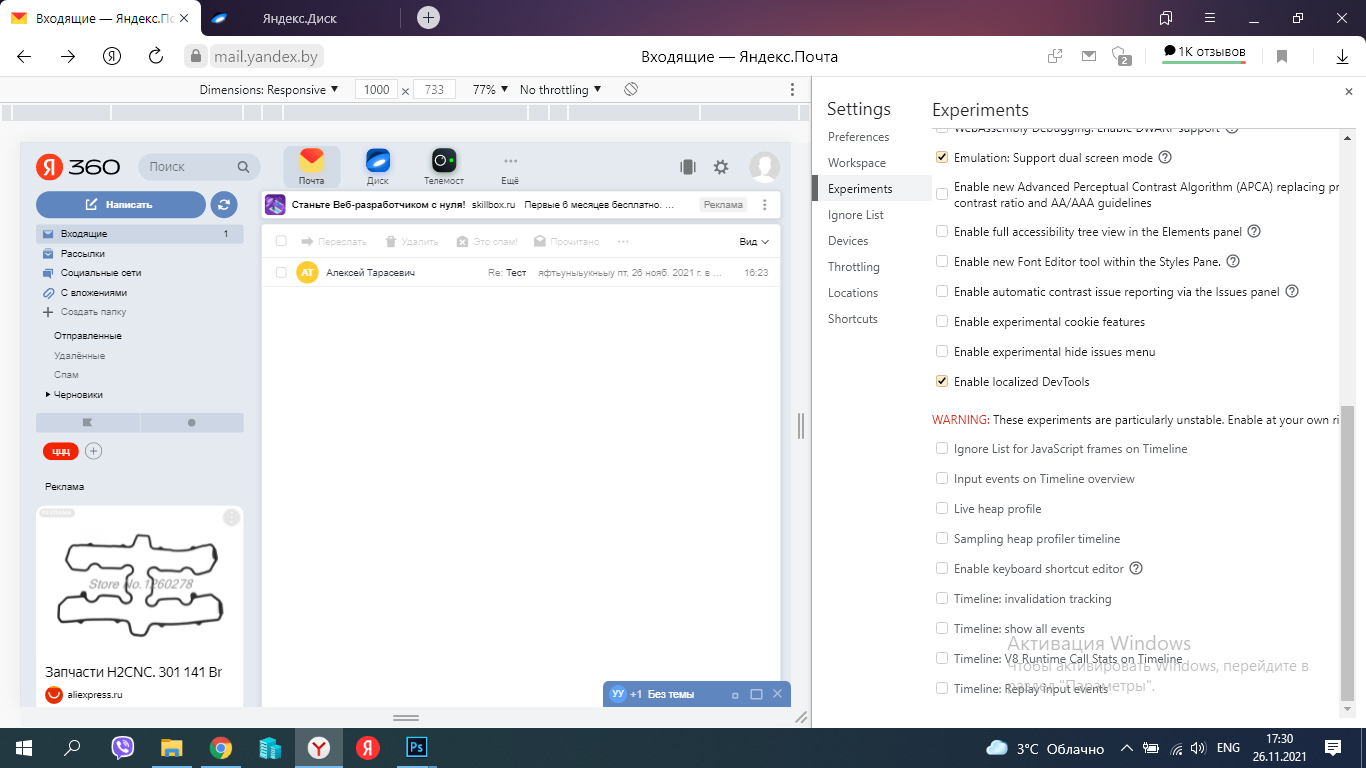 Входящие — Яндекс.По
Яндекс.Диск
mail.yandex.by
Входящие — Яндекс.Почта
2
1К отзывов
Dimensions: Responsive
1000
×
733
77%
No throttling
Я 360
Поиск
Почта
Диск
Телемост
Ещё
Написать
Станьте Веб-разработчиком с нуля! skillbox.ru Первые 6 месяцев бесплатно. ...
Реклама
Входящие
1
Рассылки
Социальные сети
С вложениями
Создать папку
Отправленные
Удалённые
Спам
Черновики
ццц
Переслать
Удалить
Это спам!
Прочитано
Вид
АТ
Алексей Тарасевич
Re: Тест
яфтьуныыукныыу пт, 26 нояб. 2021 г. в ...
16:23
Реклама
Store No.1260278
Запчасти H2CNC. 301 141 Br
aliexpress.ru
УУ
+1 Без темы
Settings
Preferences
Workspace
Experiments
Ignore List
Devices
Throttling
Locations
Shortcuts
Experiments
WebAssembly Debugging: Enable DWARF support
Emulation: Support dual screen mode
Enable new Advanced Perceptual Contrast Algorithm (APCA) replacing pr
contrast ratio and AA/AAA guidelines
Enable full accessibility tree view in the Elements panel
Enable new Font Editor tool within the Styles Pane.
Enable automatic contrast issue reporting via the Issues panel
Enable experimental cookie features
Enable experimental hide issues menu
Enable localized DevTools
WARNING: These experiments are particularly unstable. Enable at your own ri
Ignore List for JavaScript frames on Timeline
Input events on Timeline overview
Live heap profile
Sampling heap profiler timeline
Enable keyboard shortcut editor
Timeline: invalidation tracking
Timeline: show all events
Timeline: V8 Runtime Call Stats on Timeline
Timeline: Replay input events
Активация Windows
Чтобы активировать Windows, перейдите в
раздел "Параметры".
Ps
3°C Облачно
ENG
17:30
26.11.2021